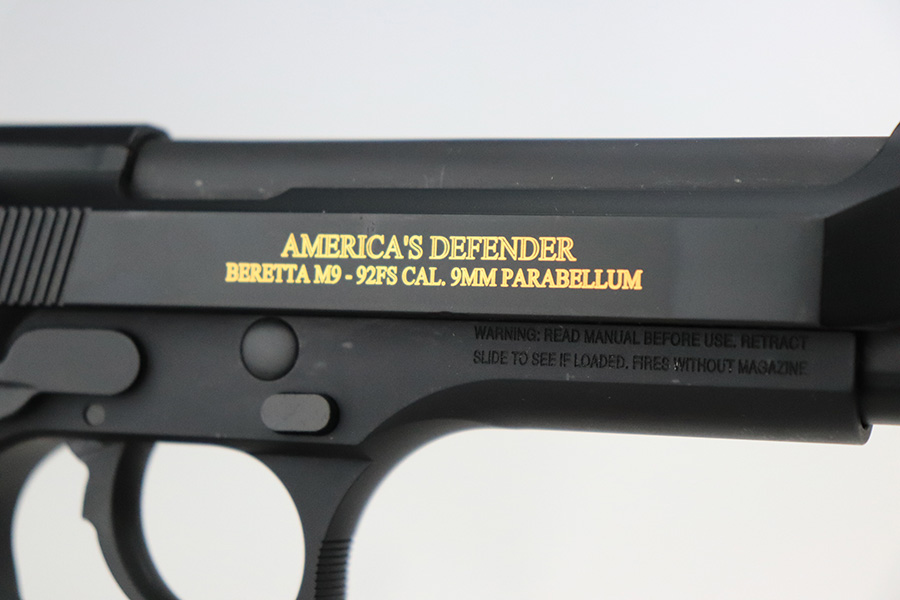 AMERICA'S DEFENDER
BERETTA M9 - 92FS CAL. 9MM PARABELLUM
WARNING: READ MANUAL BEFORE USE. RETRACT
SLIDE TO SEE IF LOADED. FIRES WITHOUT MAGAZINE